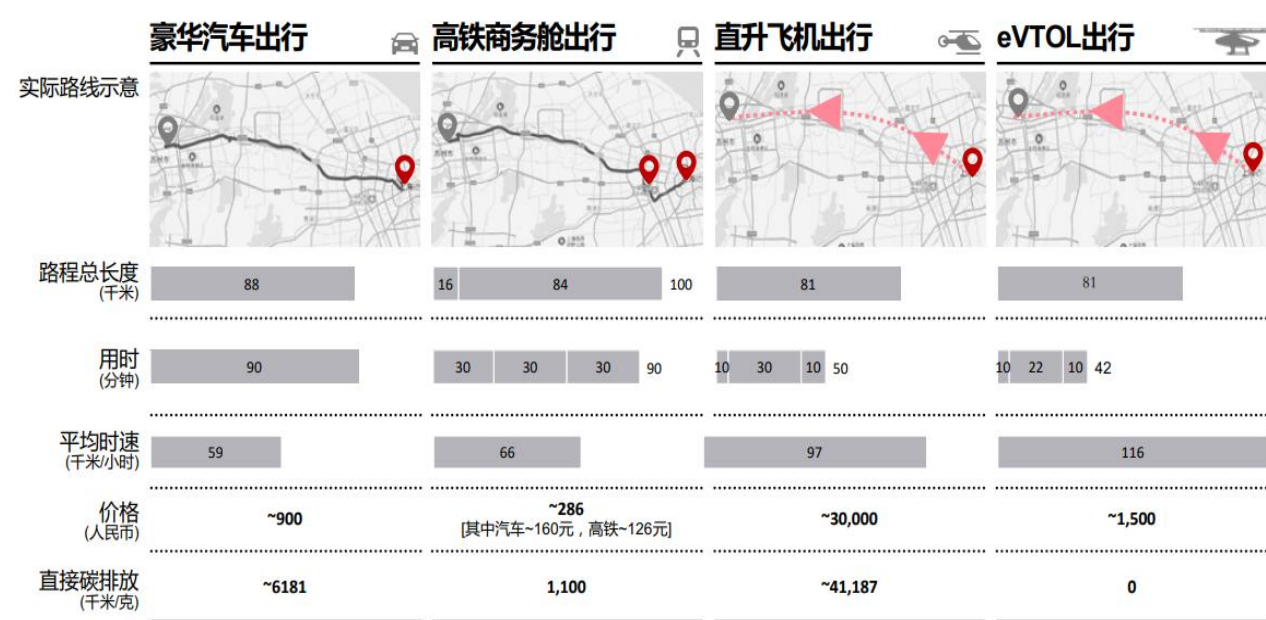 豪华汽车出行
高铁商务舱出行
直升飞机出行
eVTOL出行
实际路线示意
路程总长度
(千米)
88
16 84 100
81
81
用时
(分钟)
90
30 30 30 90
10 30 10 50
10 22 10 42
平均时速
(千米/小时)
59
66
97
116
价格
(人民币)
~900
~286
[其中汽车~160元，高铁~126元]
~30,000
~1,500
直接碳排放
(千米/克)
~6181
1,100
~41,187
0